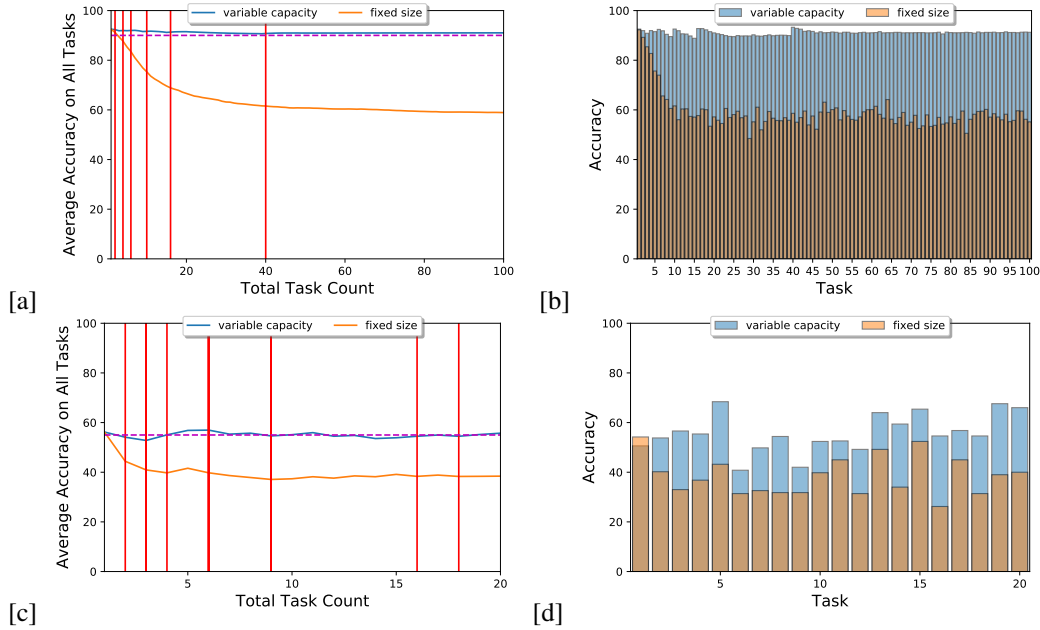 variable capacity fixed size
Average Accuracy on All Tasks
100
80
60
40
20
0
20 40 60 80 100
Total Task Count
[a]
variable capacity fixed size
Accuracy
100
80
60
40
20
0
5 10 15 20 25 30 35 40 45 50 55 60 65 70 75 80 85 90 95 100
Task
[b]
variable capacity fixed size
Average Accuracy on All Tasks
100
80
60
40
20
0
5 10 15 20
Total Task Count
[c]
variable capacity fixed size
Accuracy
100
80
60
40
20
0
5 10 15 20
Task
[d]